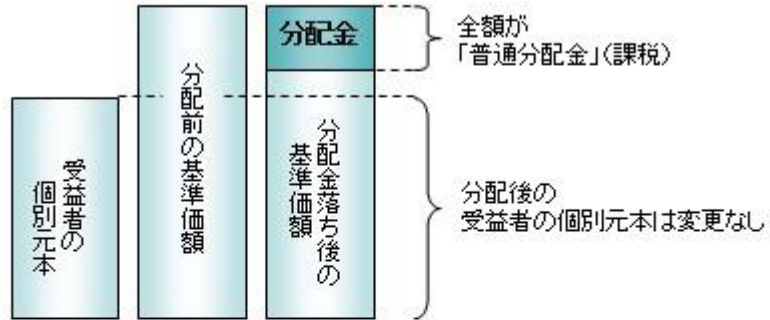 受益者の
個別元本
分配前の基準価額
分配金
分配金落ち後の
基準価額
全額が
「普通分配金」(課税)
分配後の
受益者の個別元本は変更なし